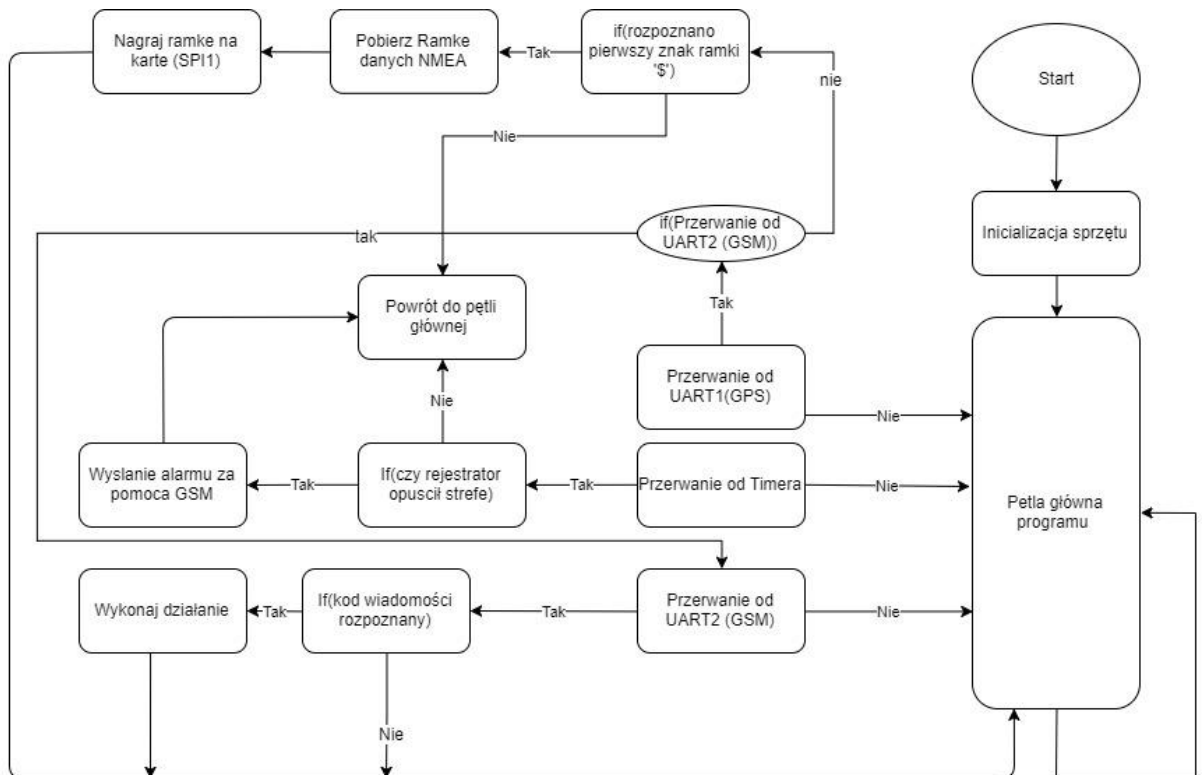 Nagraj ramke na
karte (SPI1)
Pobierz Ramke
danych NMEA
Tak
if(rozpoznano
pierwszy znak ramki
'$')
nie
Start
Nie
tak
if(Przerwanie od
UART2 (GSM))
Inicializacja sprzętu
Tak
Powrót do pętli
głównej
Przerwanie od
UART1(GPS)
Nie
Nie
Wyslanie alarmu za
pomoca GSM
Tak
If(czy rejestrator
opuscił strefe)
Tak
Przerwanie od Timera
Nie
Petla główna
programu
Wykonaj działanie
Tak
If(kod wiadomości
rozpoznany)
Tak
Przerwanie od
UART2 (GSM)
Nie
Nie